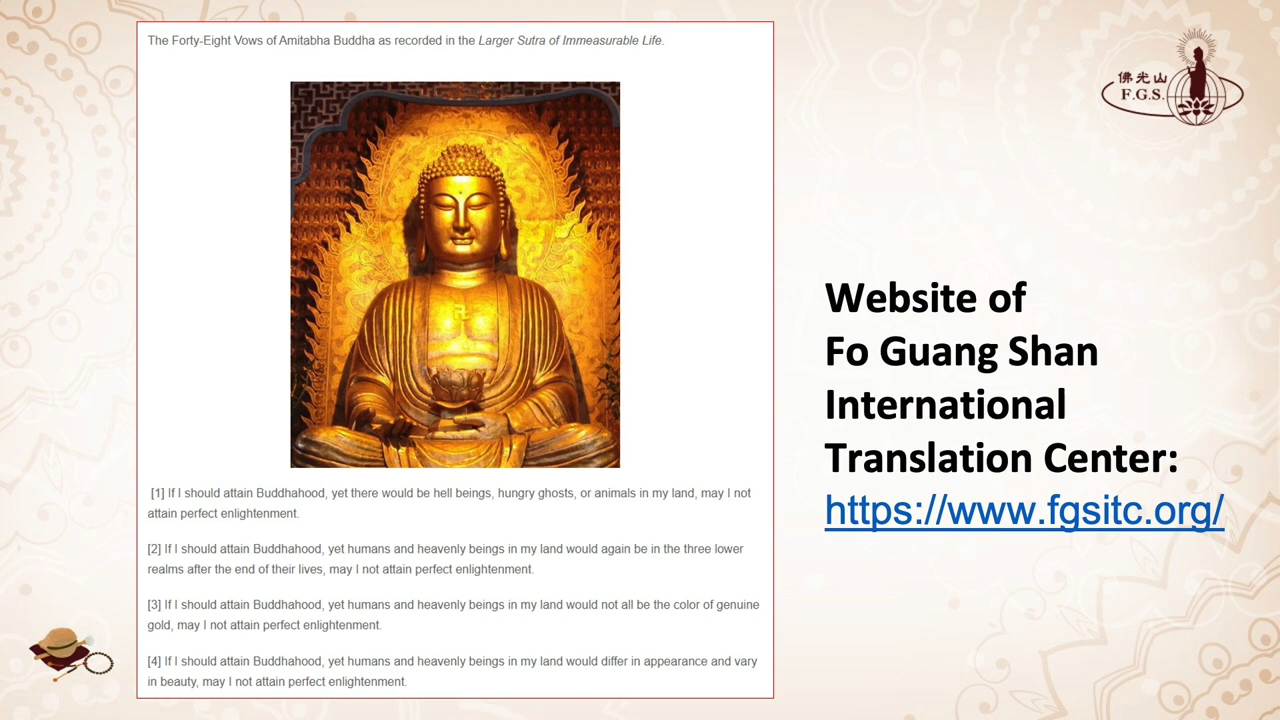 The Forty-Eight Vows of Amitabha Buddha as recorded in the Larger Sutra of Immeasurable Life.
[1] If I should attain Buddhahood, yet there would be hell beings, hungry ghosts, or animals in my land, may I not
attain perfect enlightenment.
[2] If I should attain Buddhahood, yet humans and heavenly beings in my land would again be in the three lower
realms after the end of their lives, may I not attain perfect enlightenment.
[3] If I should attain Buddhahood, yet humans and heavenly beings in my land would not all be the color of genuine
gold, may I not attain perfect enlightenment.
[4] If I should attain Buddhahood, yet humans and heavenly beings in my land would differ in appearance and vary
in beauty, may I not attain perfect enlightenment.
佛光山
F.G.S.
Website of
Fo Guang Shan
International
Translation Center:
https://www.fgsitc.org/